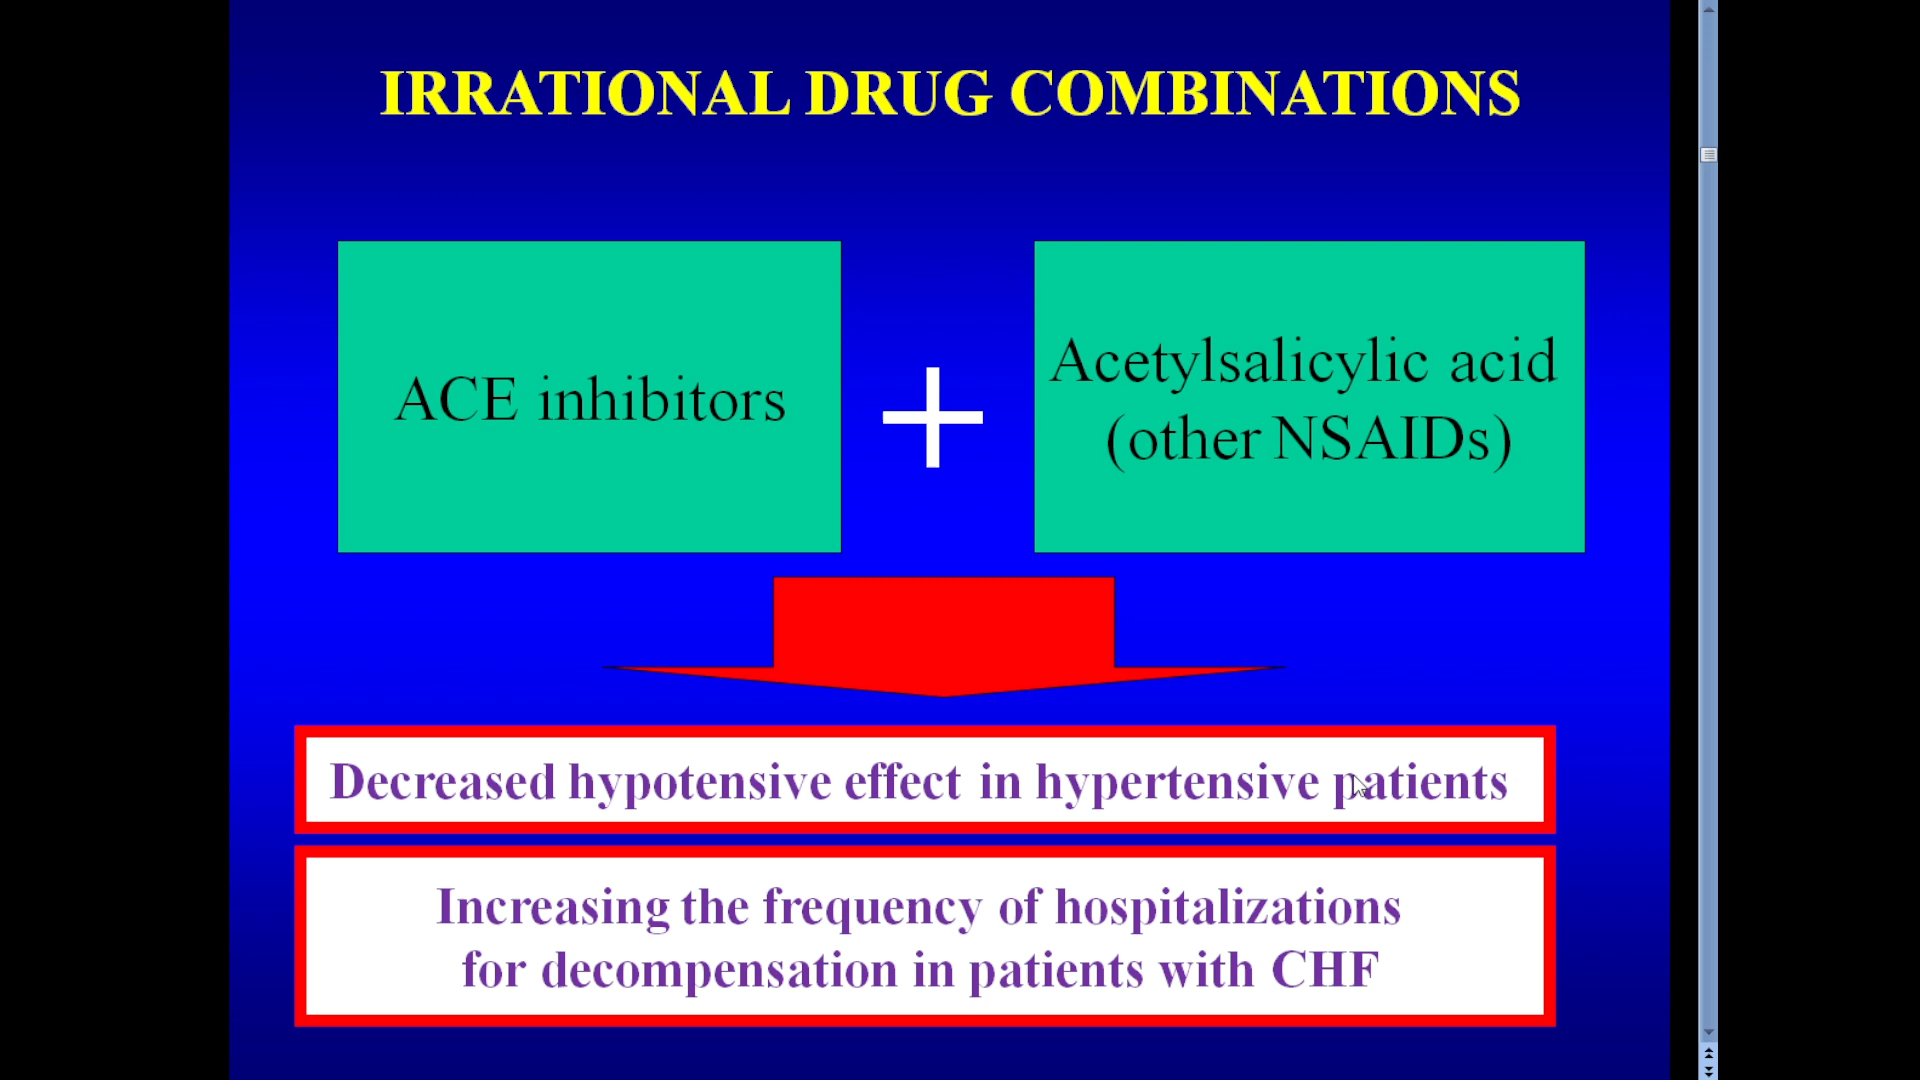 IRRATIONAL DRUG COMBINATIONS
ACE inhibitors
+
Acetylsalicylic acid
(other NSAIDs)
Decreased hypotensive effect in hypertensive patients
Increasing the frequency of hospitalizations
for decompensation in patients with CHF